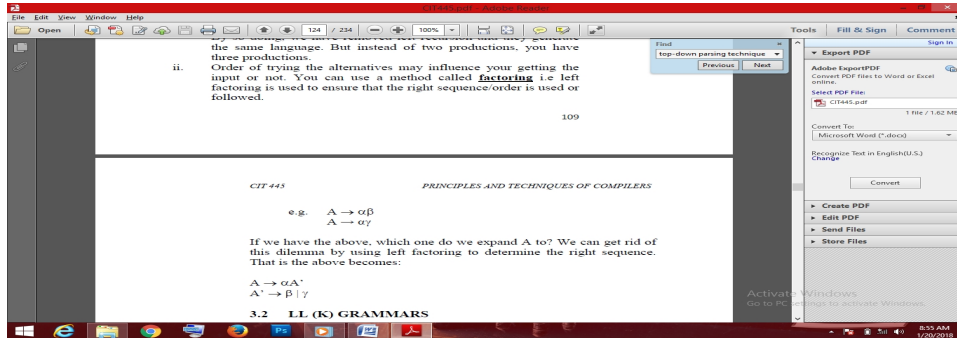 CIT445.pdf - Adobe Reader
File Edit View Window Help
Open 124 / 234 100% Tools Fill & Sign Comment
the same language. But instead of two productions, you have
three productions.
ii. Order of trying the alternatives may influence your getting the
input or not. You can use a method called factoring i.e left
factoring is used to ensure that the right sequence/order is used or
followed.
109
CIT 445 PRINCIPLES AND TECHNIQUES OF COMPILERS
e.g. A → αβ
A → αγ
If we have the above, which one do we expand A to? We can get rid of
this dilemma by using left factoring to determine the right sequence.
That is the above becomes:
A → αA’
A’ → β | γ
3.2 LL (K) GRAMMARS
Find
top-down parsing technique
Previous Next
Sign In
Export PDF
Adobe ExportPDF
Convert PDF files to Word or Excel
online.
Select PDF File:
CIT445.pdf
1 file / 1.62 MB
Convert To:
Microsoft Word (*.docx)
Recognize Text in English(U.S.)
Change
Convert
Create PDF
Edit PDF
Send Files
Store Files
Activate Windows
Go to PC settings to activate Windows.
Ps
8:55 AM
1/20/2018